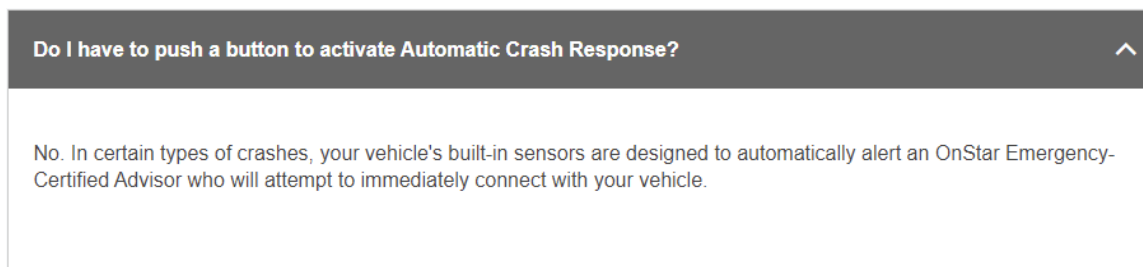 Do I have to push a button to activate Automatic Crash Response?
No. In certain types of crashes, your vehicle's built-in sensors are designed to automatically alert an OnStar Emergency-
Certified Advisor who will attempt to immediately connect with your vehicle.